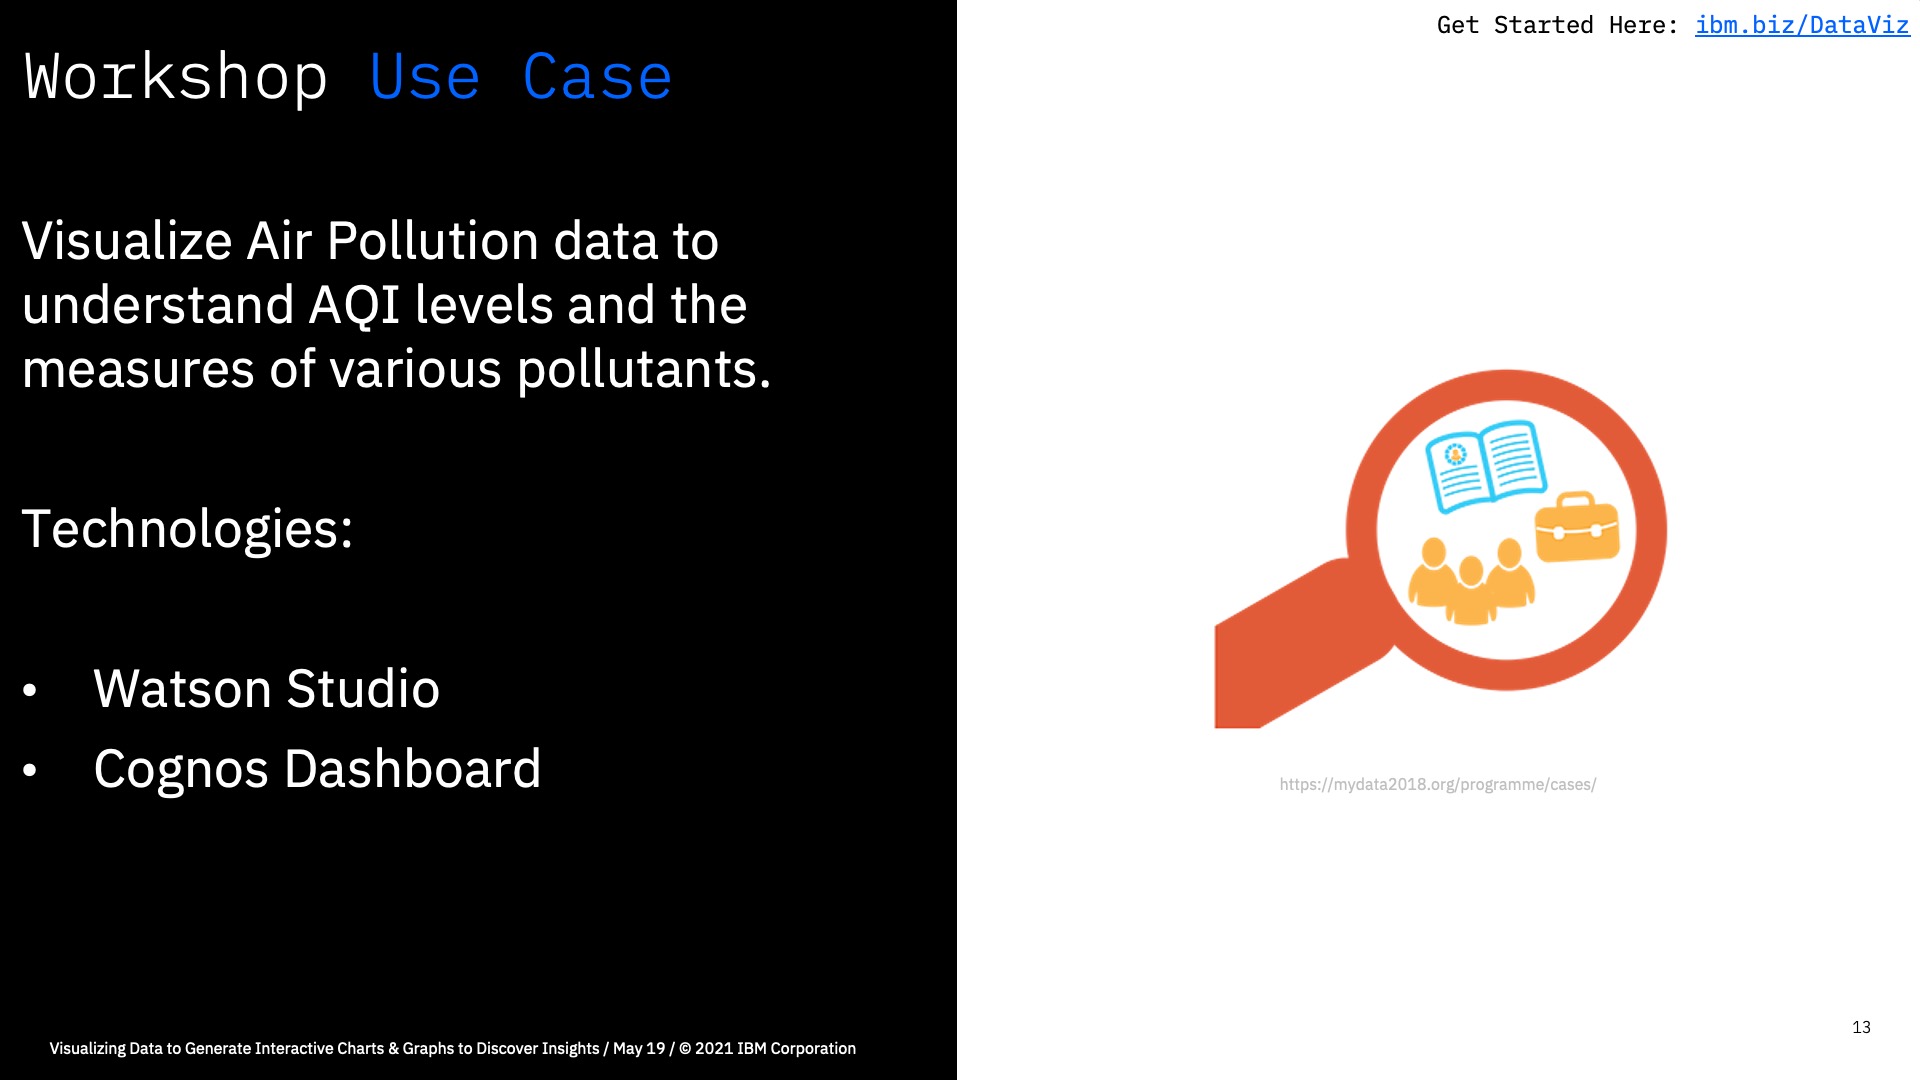 Get Started Here: ibm.biz/DataViz
Workshop Use Case
Visualize Air Pollution data to
understand AQI levels and the
measures of various pollutants.
Technologies:
• Watson Studio
• Cognos Dashboard
https://mydata2018.org/programme/cases/
13
Visualizing Data to Generate Interactive Charts & Graphs to Discover Insights / May 19 / © 2021 IBM Corporation